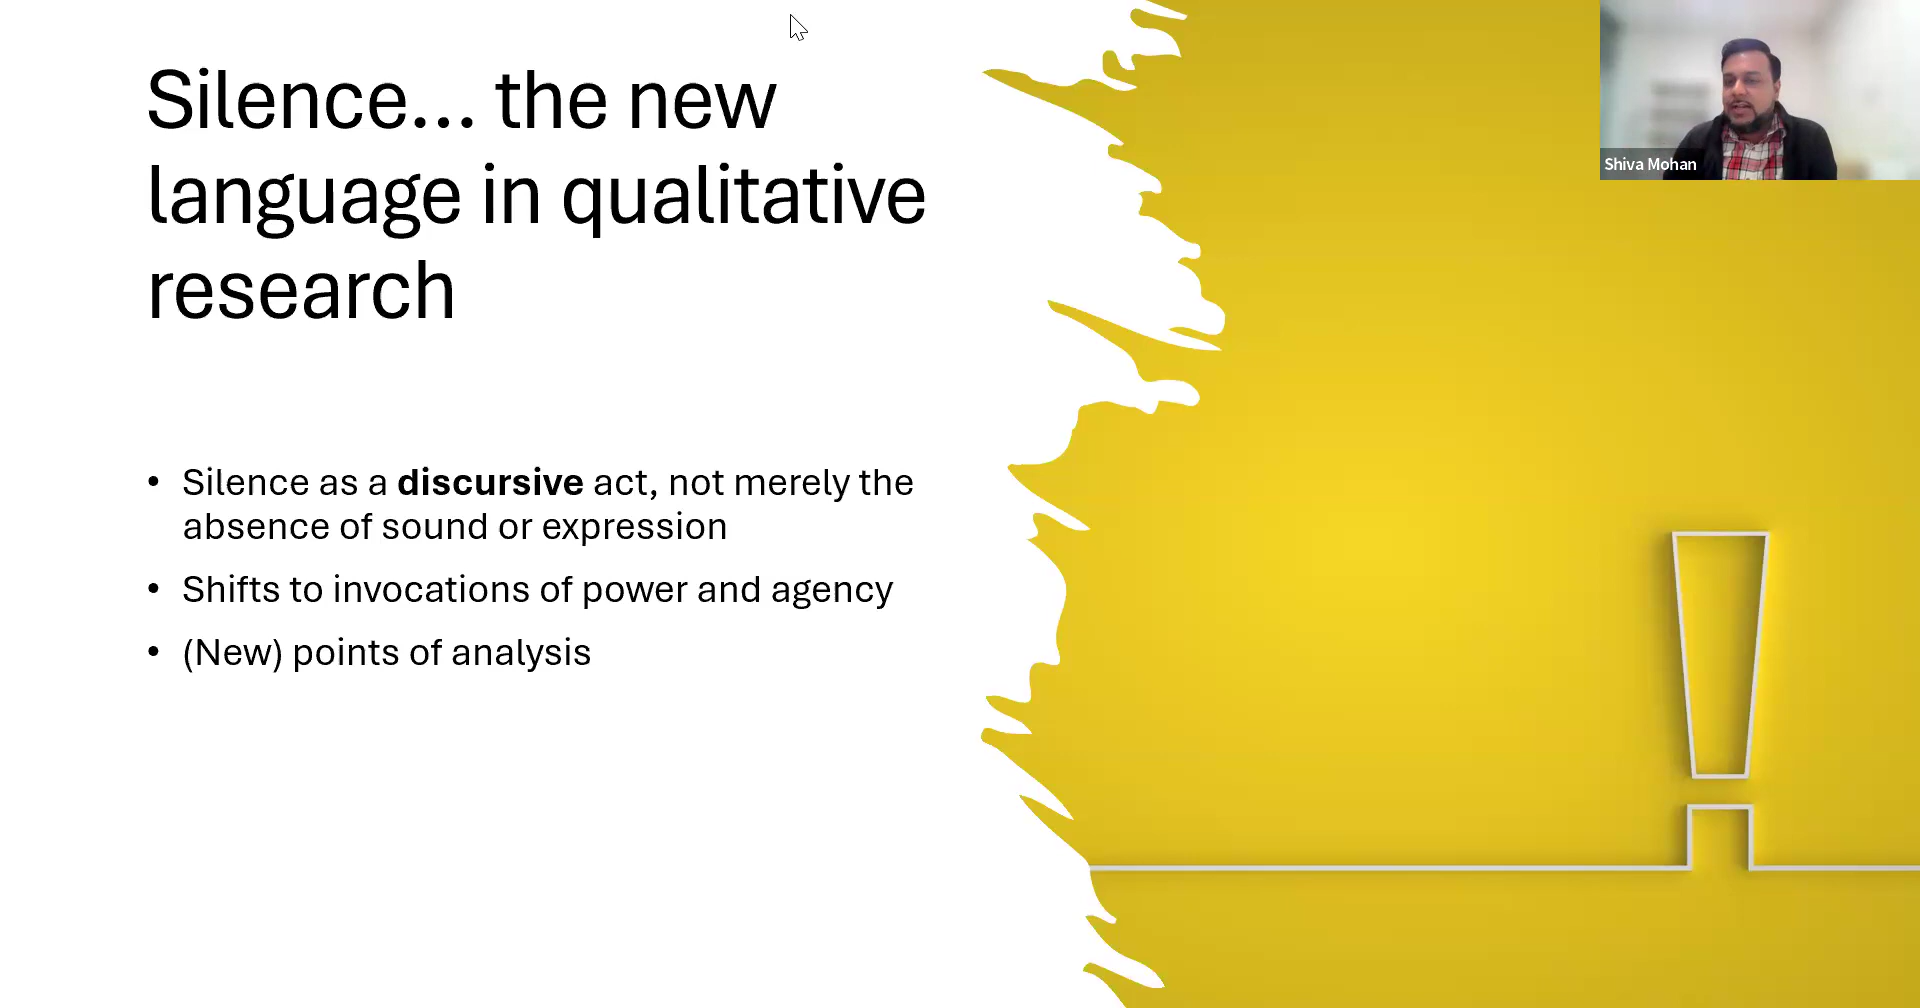 Silence... the new
language in qualitative
research
• Silence as a discursive act, not merely the
absence of sound or expression
• Shifts to invocations of power and agency
• (New) points of analysis
Shiva Mohan